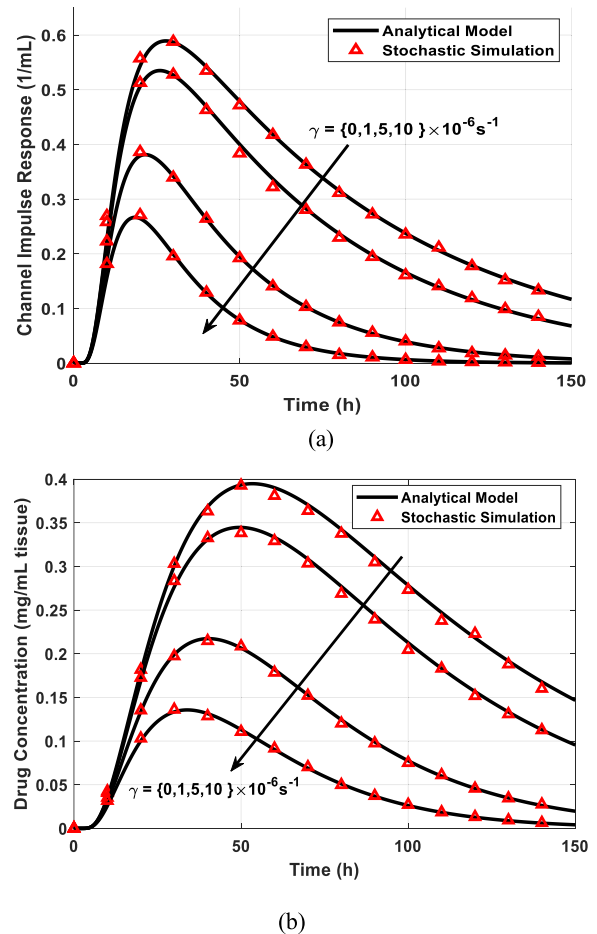 0.6
0.5
0.4
0.3
0.2
0.1
0
Channel Impulse Response (1/mL)
Analytical Model
Stochastic Simulation
γ = {0,1,5,10 }×10⁻⁶s⁻¹
0 50 100 150
Time (h)
(a)
0.4
0.35
0.3
0.25
0.2
0.15
0.1
0.05
0
Drug Concentration (mg/mL tissue)
Analytical Model
Stochastic Simulation
γ = {0,1,5,10 }×10⁻⁶s⁻¹
0 50 100 150
Time (h)
(b)